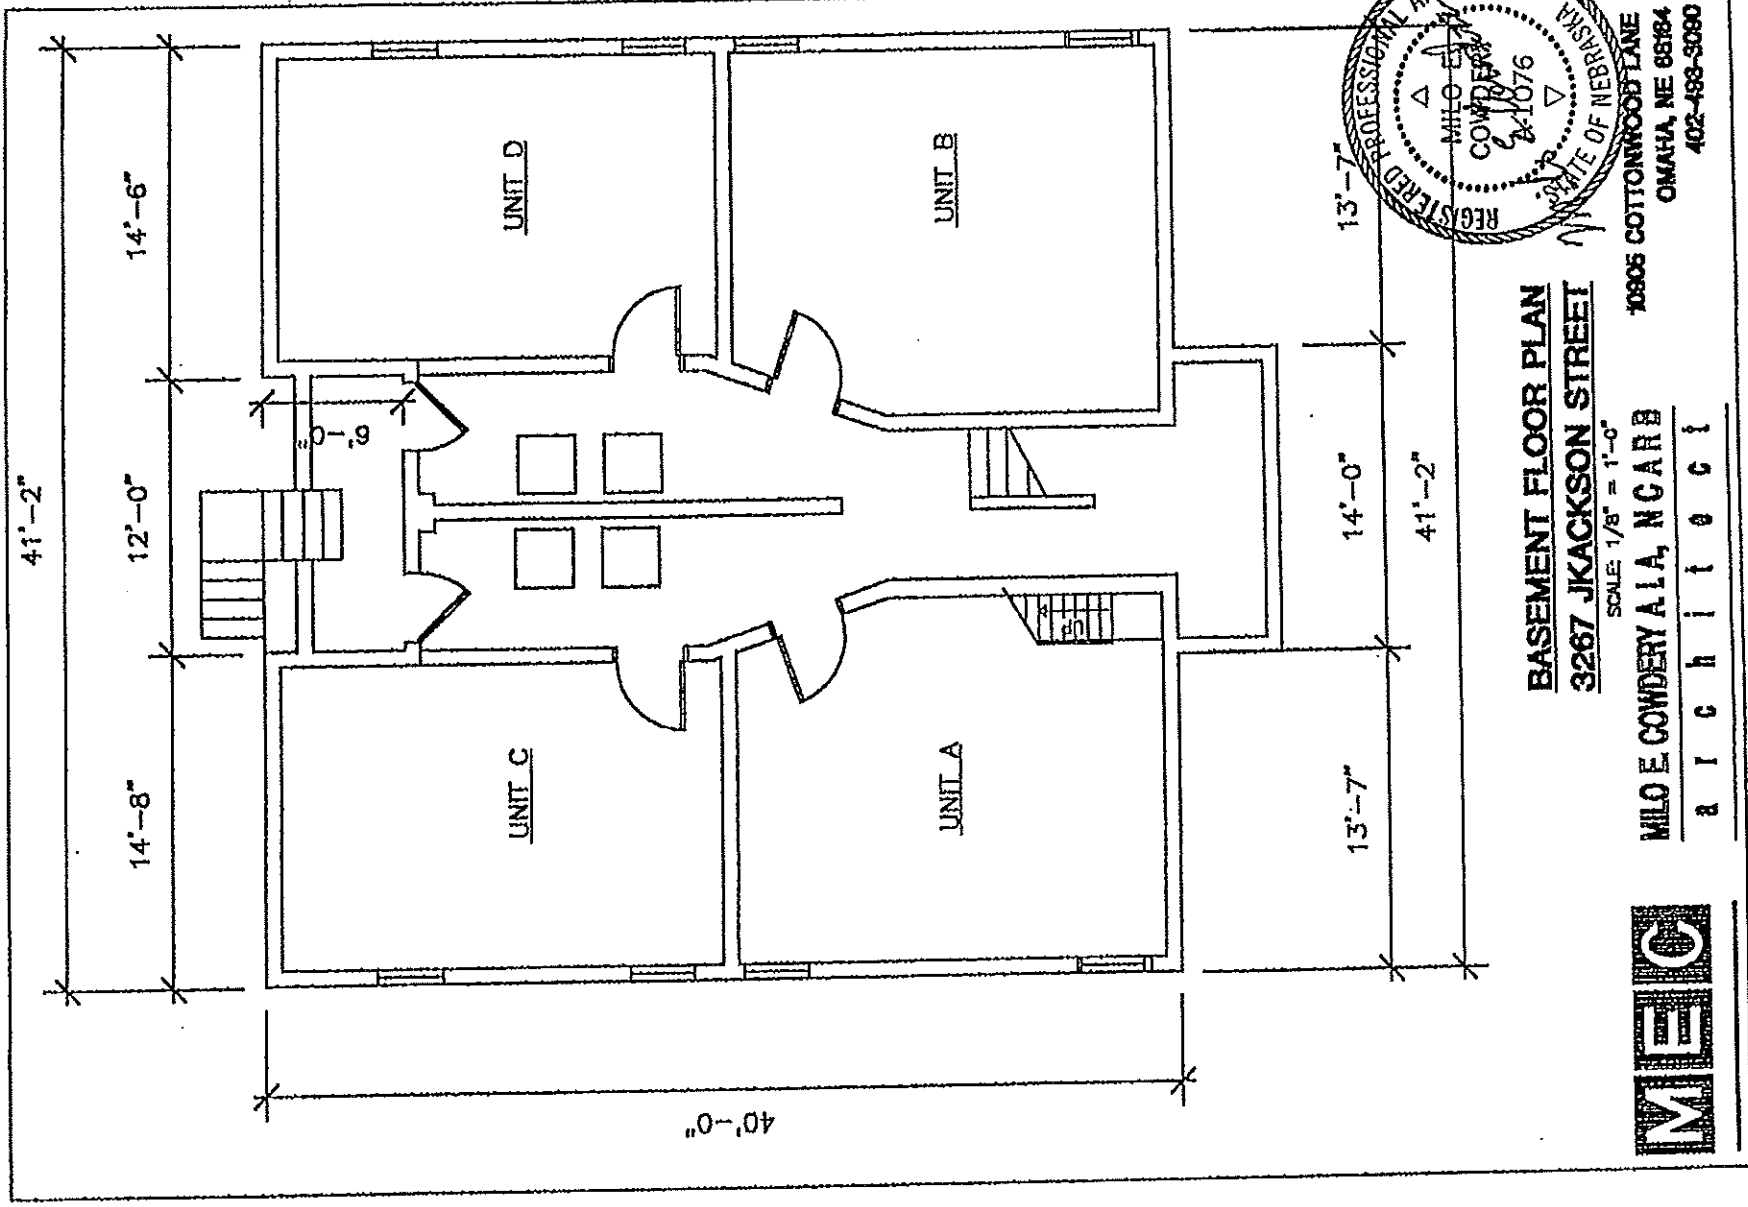 41'-2"
14'-8"
12'-0"
14'-6"
6'-0"
UNIT C
UNIT D
UNIT A
UNIT B
UP
40'-0"
13'-7"
14'-0"
13'-7"
41'-2"
BASEMENT FLOOR PLAN
3267 JKACKSON STREET
SCALE: 1/8" = 1'-0"
MEC
MILO E. COWDERY A I A, N C A R B
architect
10905 COTTONWOOD LANE
OMAHA, NE 68164
402-493-3090
REGISTERED PROFESSIONAL
MILO E.
COWDERY
A-1076
STATE OF NEBRASKA